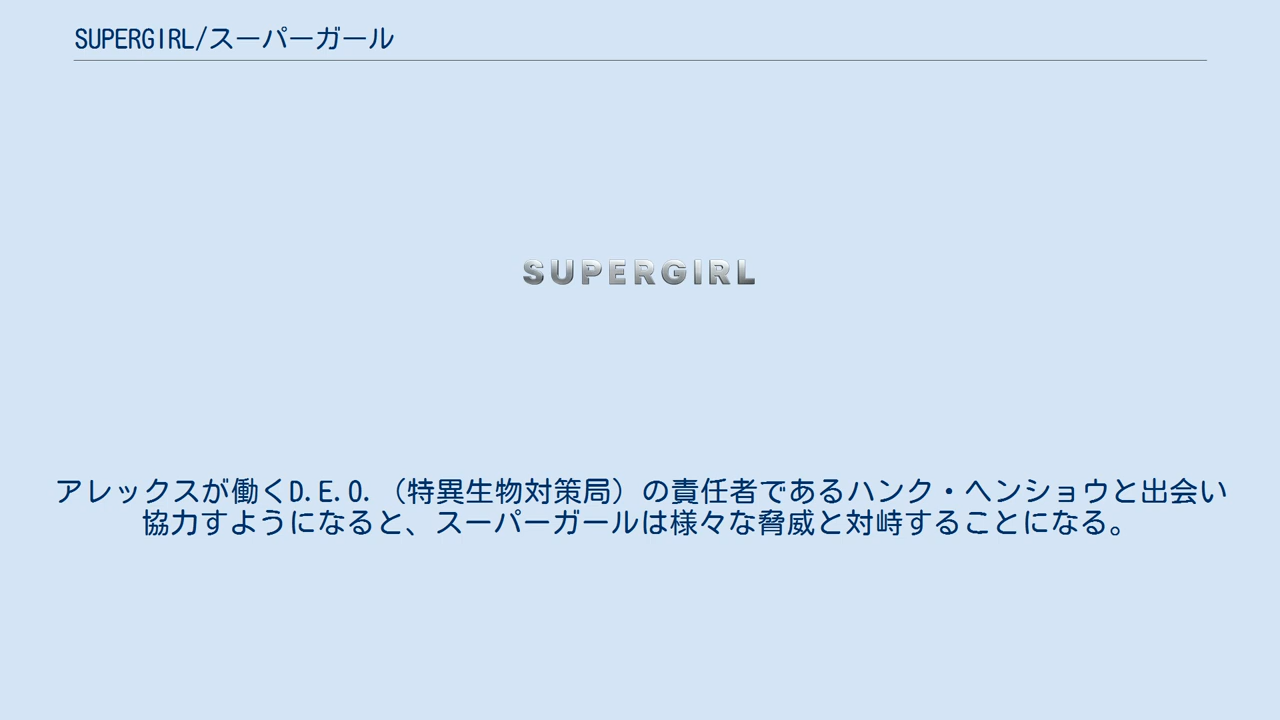 SUPERGIRL/スーパーガール
SUPERGIRL
アレックスが働くD.E.O.（特異生物対策局）の責任者であるハンク・ヘンショウと出会い
協力すようになると、スーパーガールは様々な脅威と対峙することになる。